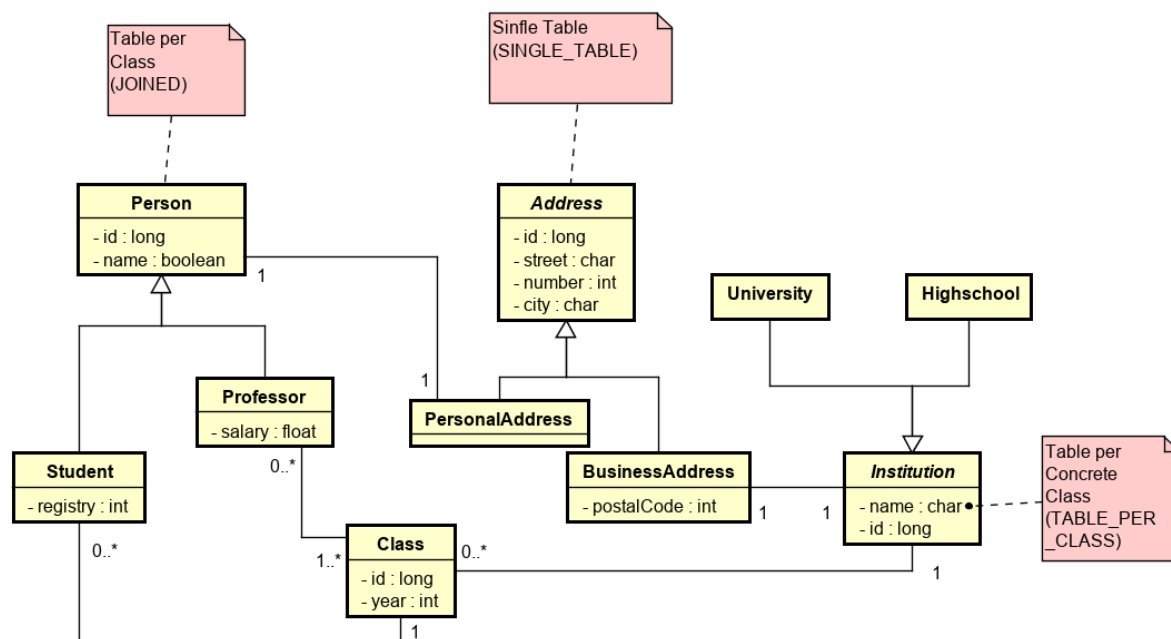 Table per
Class
(JOINED)
Sinfle Table
(SINGLE_TABLE)
Person
- id : long
- name : boolean
Address
- id : long
- street : char
- number : int
- city : char
University
Highschool
1
1
Professor
- salary : float
PersonalAddress
Student
- registry : int
BusinessAddress
- postalCode : int
Institution
- name : char
- id : long
Table per
Concrete
Class
(TABLE_PER
_CLASS)
0..*
1
1
0..*
1..*
Class
- id : long
- year : int
0..*
1
1